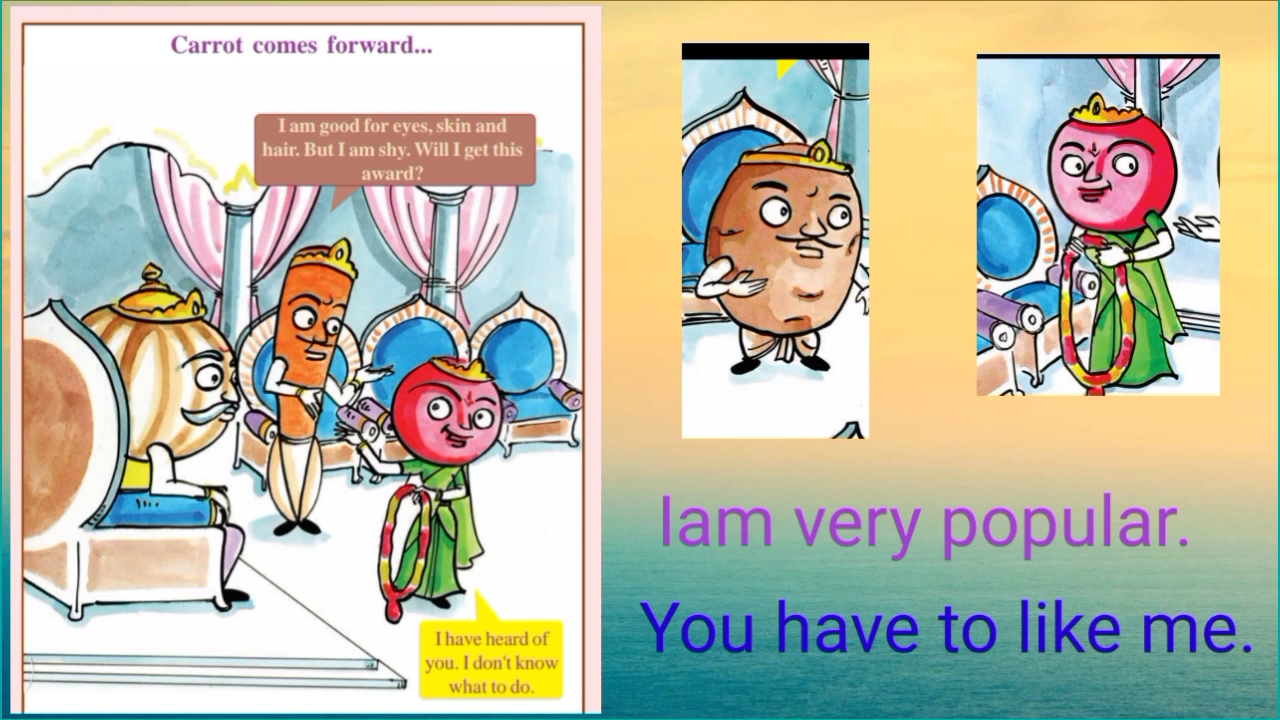 Carrot comes forward...
I am good for eyes, skin and
hair. But I am shy. Will I get this
award?
I have heard of
you. I don't know
what to do.
Iam very popular.
You have to like me.